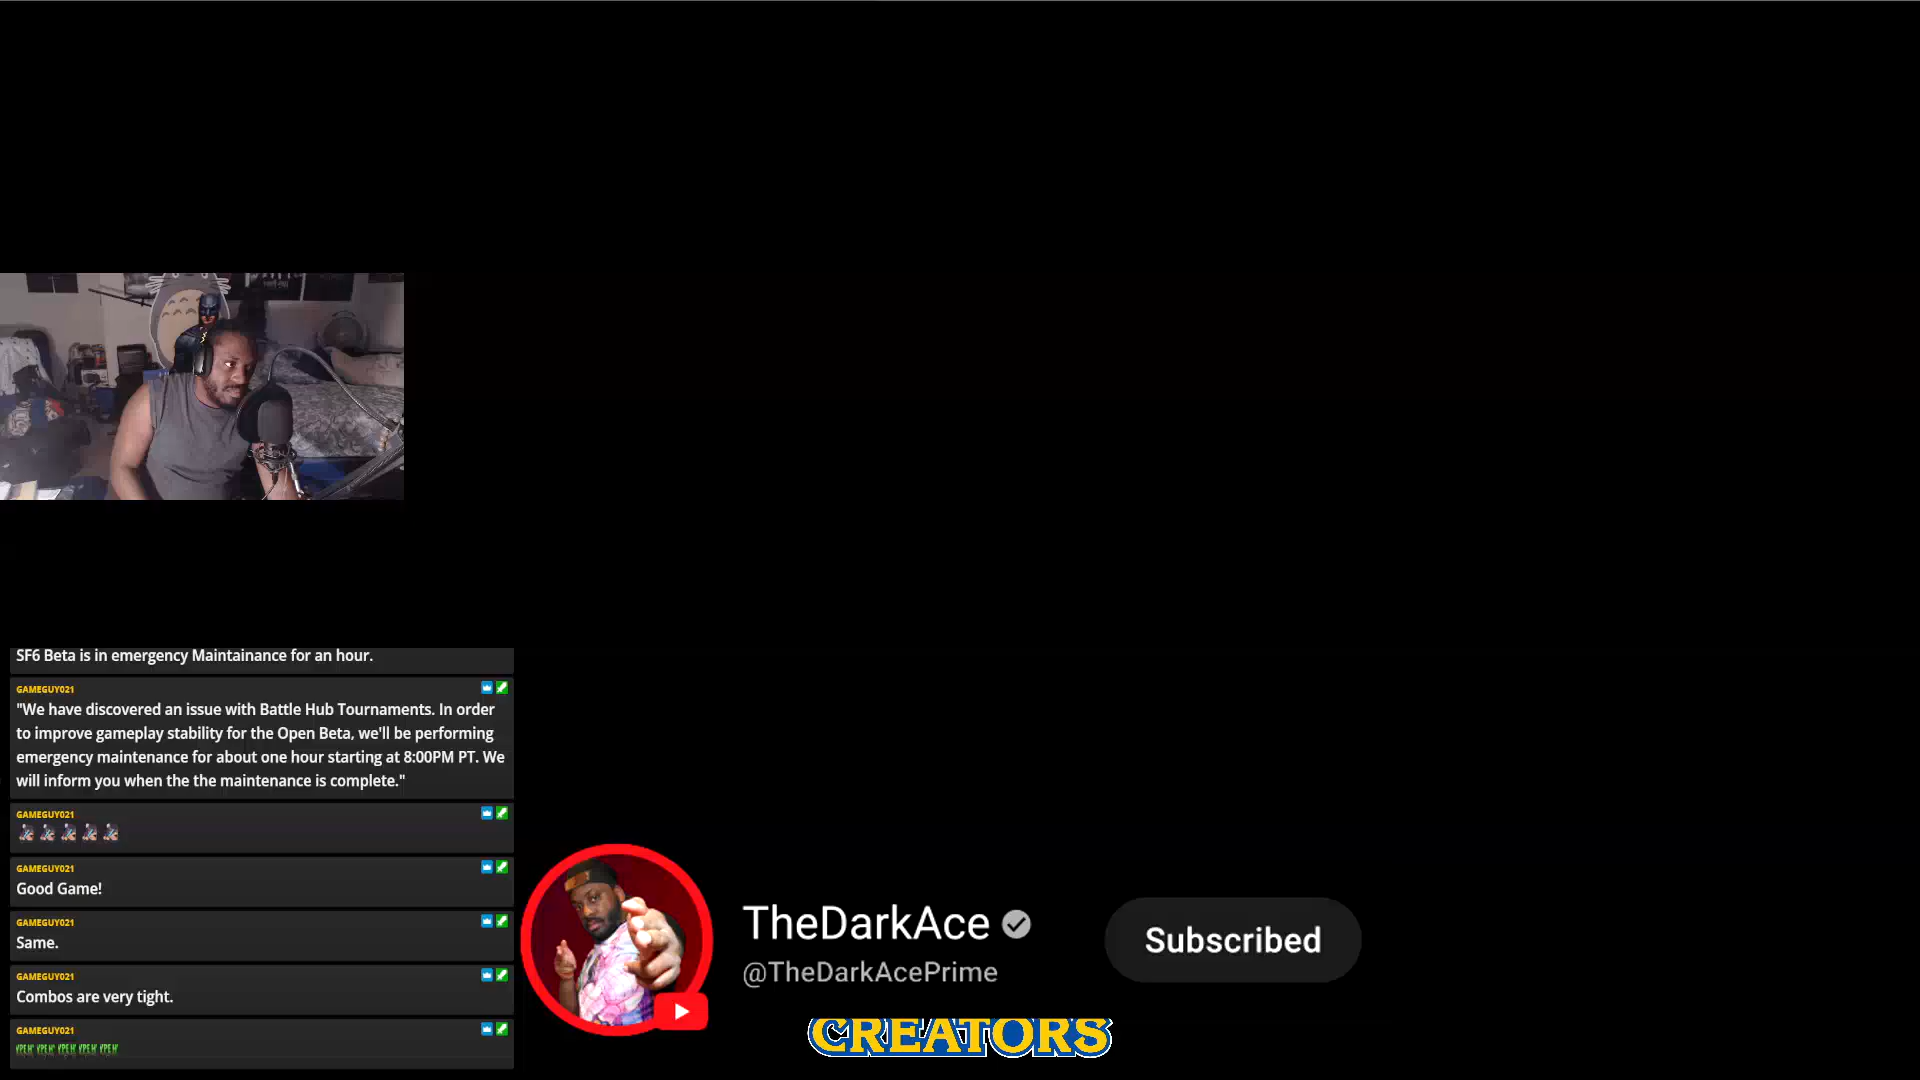 SF6 Beta is in emergency Maintainance for an hour.
GAMEGUY021
"We have discovered an issue with Battle Hub Tournaments. In order
to improve gameplay stability for the Open Beta, we'll be performing
emergency maintenance for about one hour starting at 8:00PM PT. We
will inform you when the the maintenance is complete."
GAMEGUY021
GAMEGUY021
Good Game!
GAMEGUY021
Same.
GAMEGUY021
Combos are very tight.
GAMEGUY021
TheDarkAce
@TheDarkAcePrime
Subscribed
CREATORS